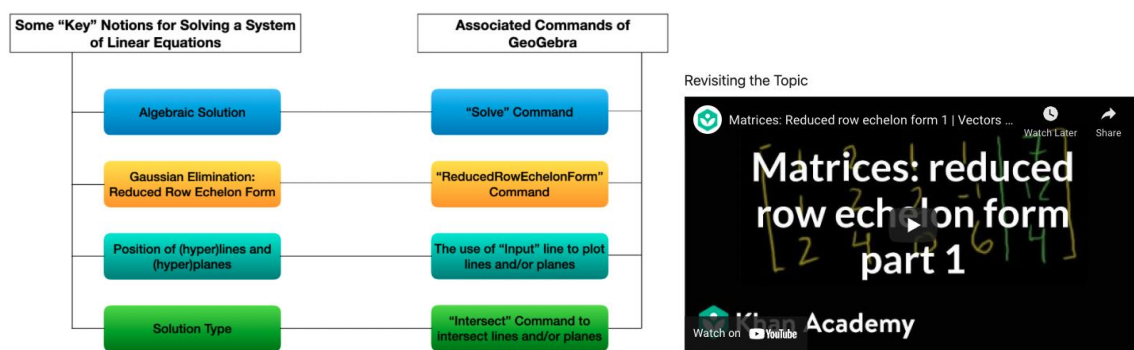 Some “Key” Notions for Solving a System
of Linear Equations
Associated Commands of
GeoGebra
Algebraic Solution
“Solve” Command
Gaussian Elimination:
Reduced Row Echelon Form
“ReducedRowEchelonForm”
Command
Position of (hyper)lines and
(hyper)planes
The use of “Input” line to plot
lines and/or planes
Solution Type
“Intersect” Command to
intersect lines and/or planes
Revisiting the Topic
Matrices: Reduced row echelon form 1 | Vectors ...
Watch Later
Share
Matrices: reduced
row echelon form
part 1
Khan Academy
Watch on YouTube